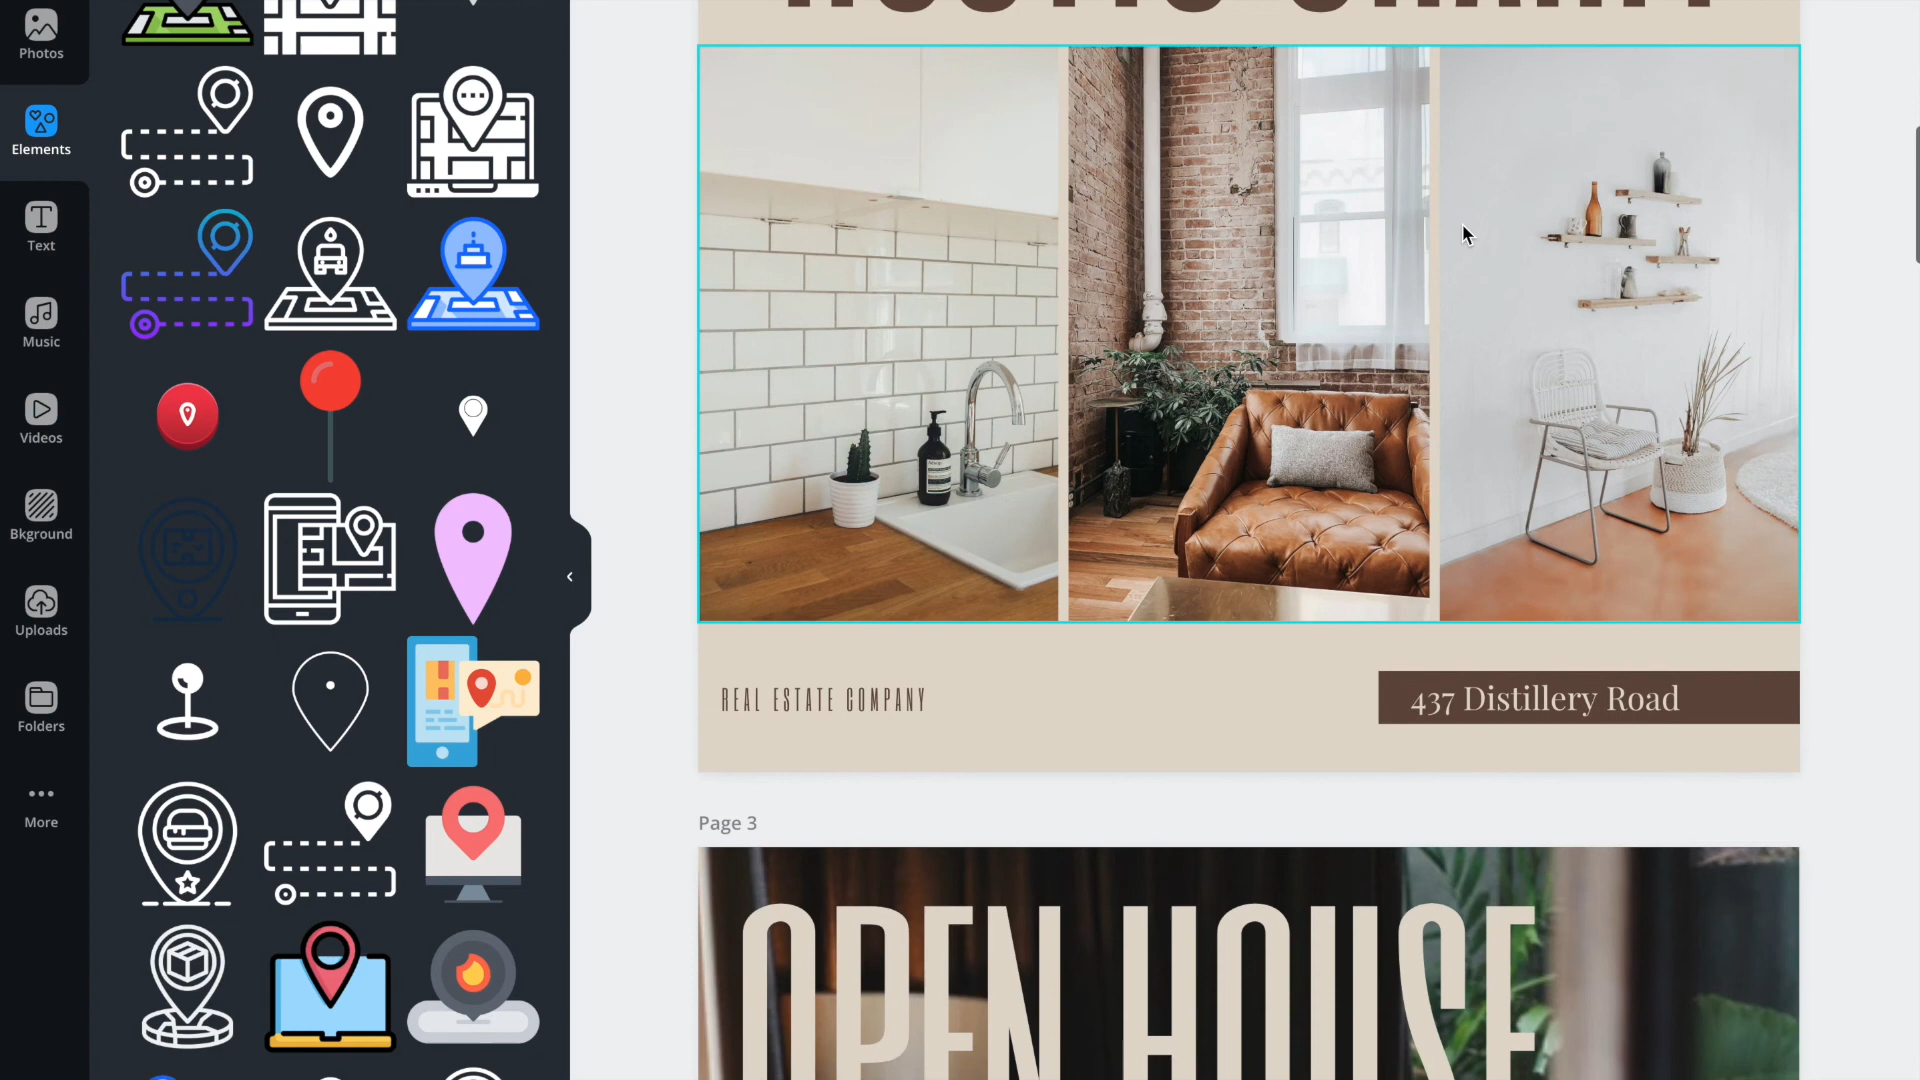 Photos
Elements
Text
Music
Videos
Bkground
Uploads
Folders
More
REAL ESTATE COMPANY
437 Distillery Road
Page 3
OPEN HOUSE